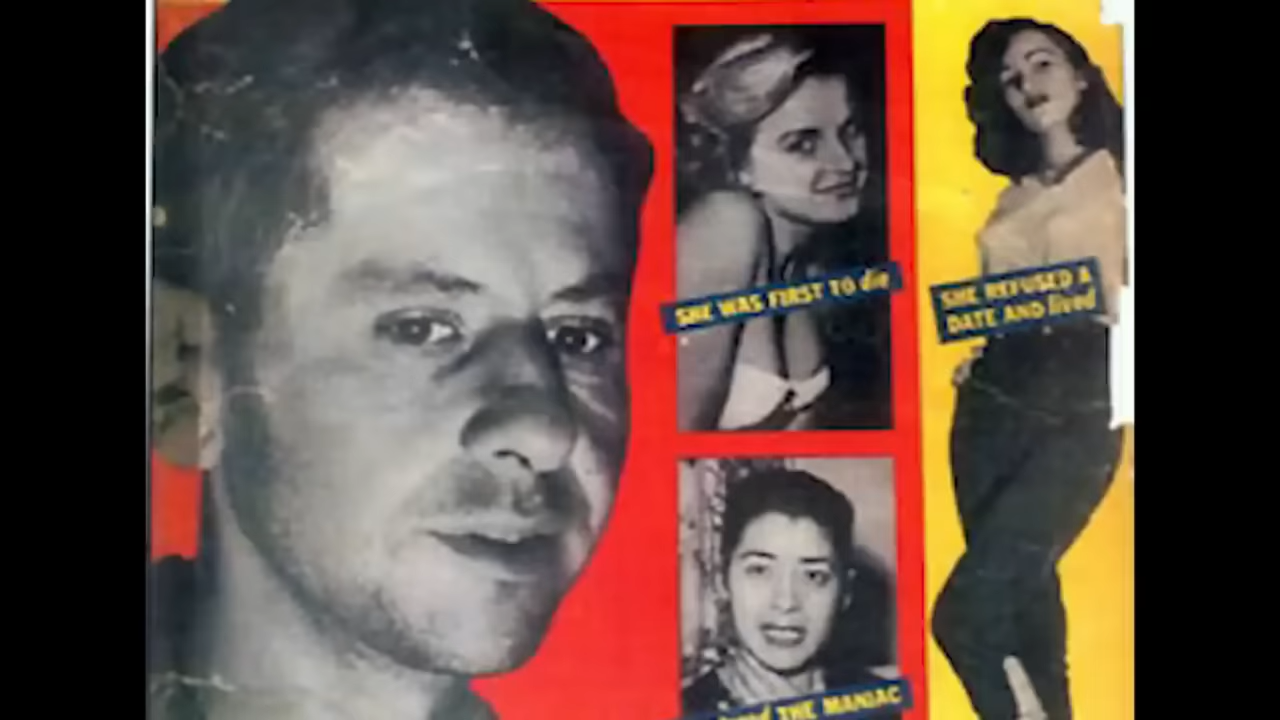 SHE WAS FIRST TO die
SHE REFUSED A
DATE AND lived
THE MANIAC